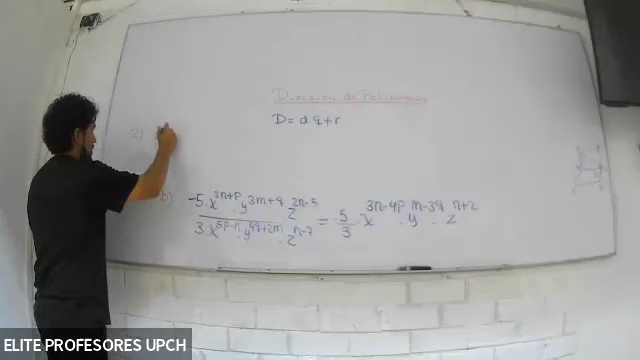 División de Polinomios
D = d.q + r
2)
b) -5.x^{2n+p}.y^{3m+q}.z^{2n-5} / 3.x^{5p-n}.y^{4q+2m}.z^{n-7} = -5/3 . x^{3n-4p}.y^{m-3q}.z^{n+2}
ELITE PROFESORES UPCH